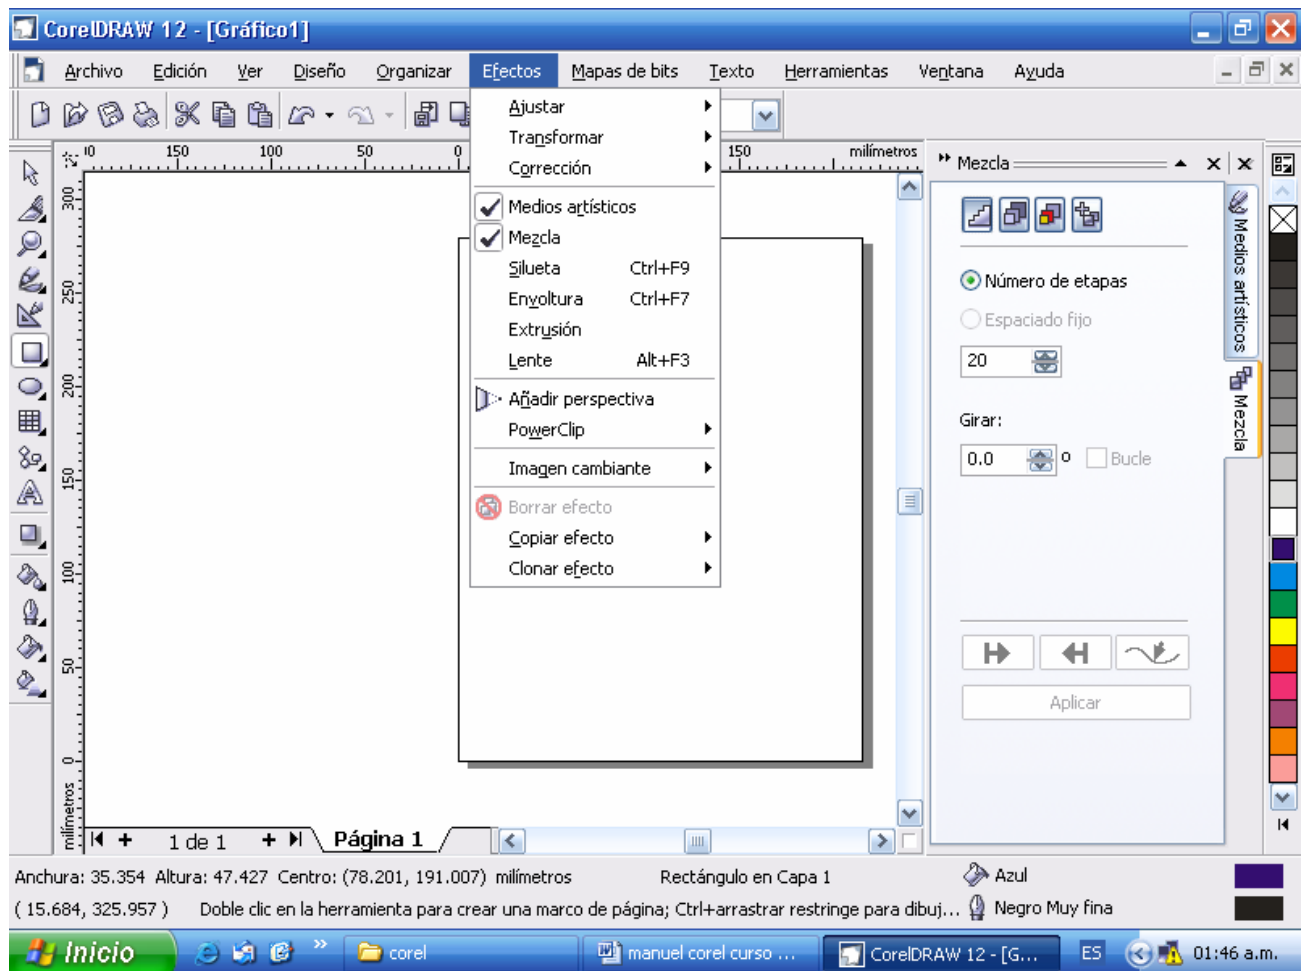 CorelDRAW 12 - [Gráfico1]
Archivo Edición Ver Diseño Organizar Efectos Mapas de bits Texto Herramientas Ventana Ayuda
Ajustar
Transformar
Corrección
Medios artísticos
Mezcla
Silueta Ctrl+F9
Envoltura Ctrl+F7
Extrusión
Lente Alt+F3
Añadir perspectiva
PowerClip
Imagen cambiante
Borrar efecto
Copiar efecto
Clonar efecto
150 100 50 0 150 milímetros
300
250
200
150
100
50
0
milímetros
Mezcla
Número de etapas
Espaciado fijo
20
Girar:
0.0 º Bucle
Aplicar
Medios artísticos
Mezcla
1 de 1 Página 1
Anchura: 35.354 Altura: 47.427 Centro: (78.201, 191.007) milímetros Rectángulo en Capa 1 Azul
( 15.684, 325.957 ) Doble clic en la herramienta para crear una marco de página; Ctrl+arrastrar restringe para dibuj... Negro Muy fina
Inicio corel manuel corel curso ... CorelDRAW 12 - [G... ES 01:46 a.m.